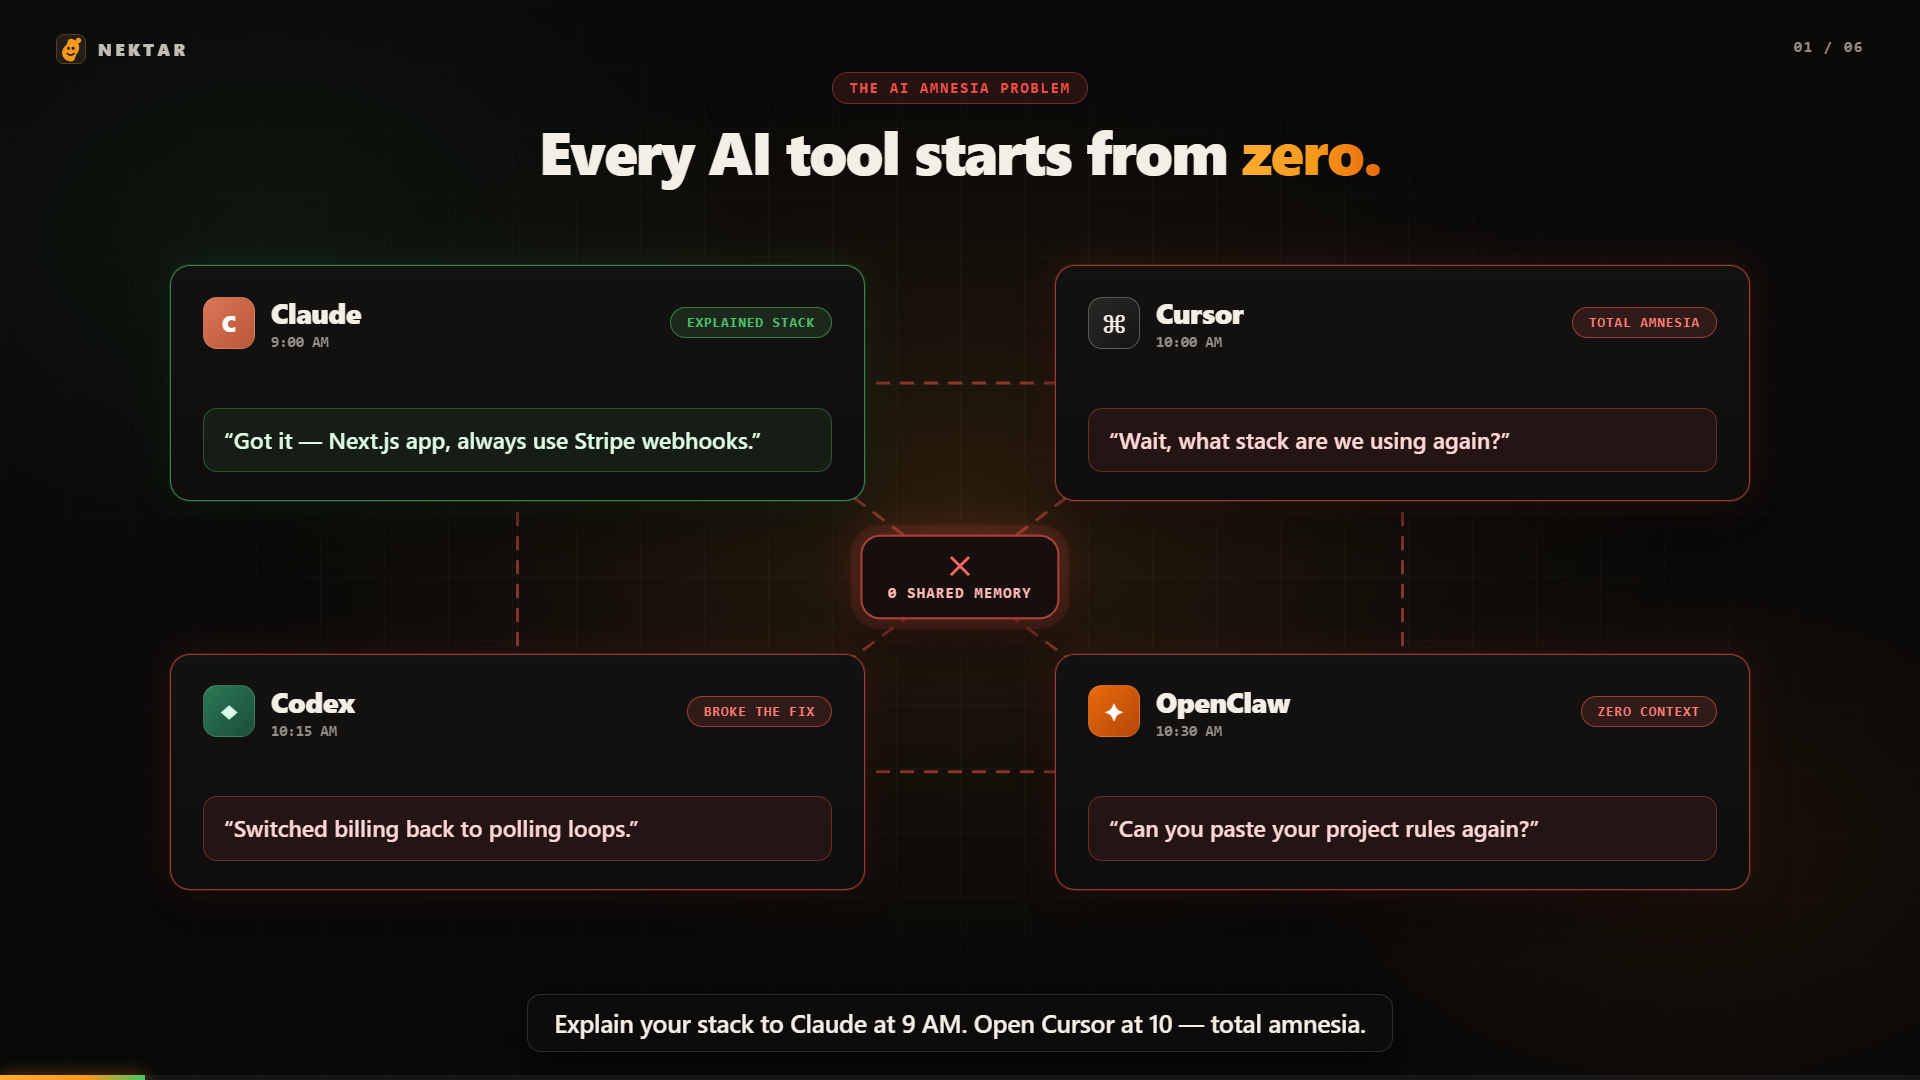 NEKTAR
01 / 06
THE AI AMNESIA PROBLEM
Every AI tool starts from zero.
C
Claude
9:00 AM
EXPLAINED STACK
“Got it — Next.js app, always use Stripe webhooks.”
⌘
Cursor
10:00 AM
TOTAL AMNESIA
“Wait, what stack are we using again?”
0 SHARED MEMORY
Codex
10:15 AM
BROKE THE FIX
“Switched billing back to polling loops.”
OpenClaw
10:30 AM
ZERO CONTEXT
“Can you paste your project rules again?”
Explain your stack to Claude at 9 AM. Open Cursor at 10 — total amnesia.